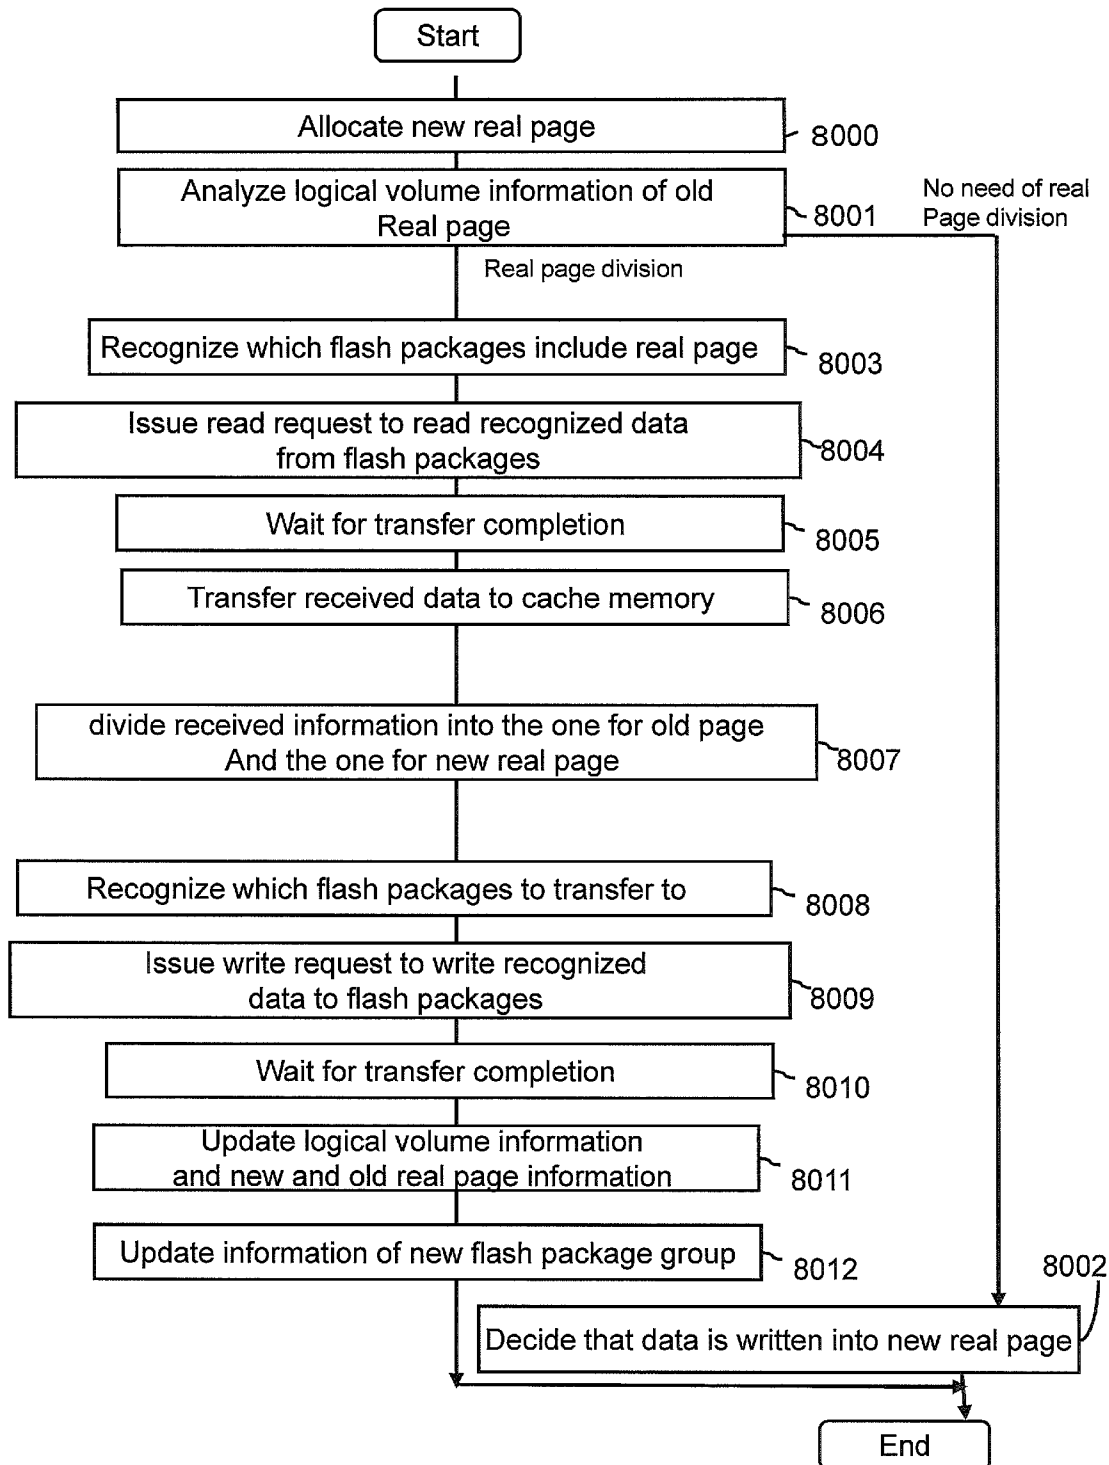 Start
Allocate new real page
8000
Analyze logical volume information of old
Real page
8001
No need of real
Page division
Real page division
Recognize which flash packages include real page
8003
Issue read request to read recognized data
from flash packages
8004
Wait for transfer completion
8005
Transfer received data to cache memory
8006
divide received information into the one for old page
And the one for new real page
8007
Recognize which flash packages to transfer to
8008
Issue write request to write recognized
data to flash packages
8009
Wait for transfer completion
8010
Update logical volume information
and new and old real page information
8011
Update information of new flash package group
8012
8002
Decide that data is written into new real page
End